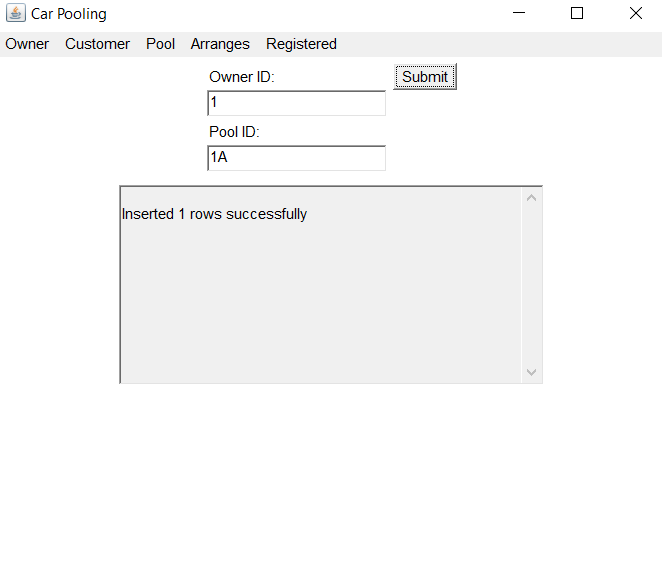 Car Pooling
Owner Customer Pool Arranges Registered
Owner ID:
Submit
1
Pool ID:
1A
Inserted 1 rows successfully